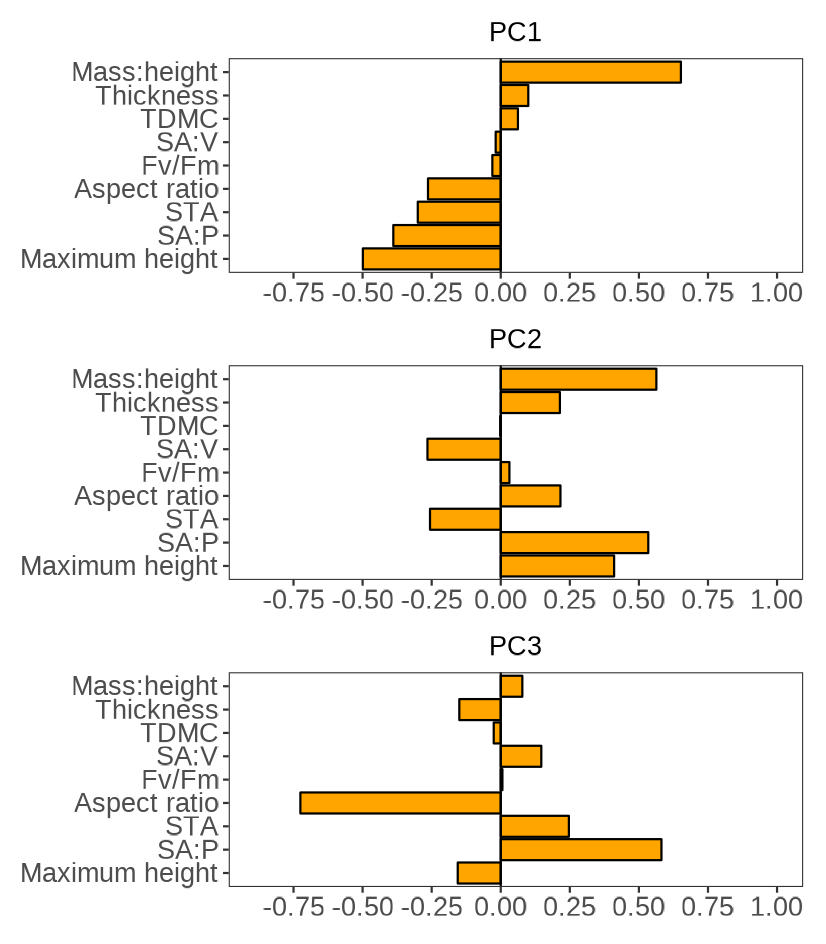 PC1
Mass:height
Thickness
TDMC
SA:V
Fv/Fm
Aspect ratio
STA
SA:P
Maximum height
-0.75 -0.50 -0.25 0.00 0.25 0.50 0.75 1.00
PC2
Mass:height
Thickness
TDMC
SA:V
Fv/Fm
Aspect ratio
STA
SA:P
Maximum height
-0.75 -0.50 -0.25 0.00 0.25 0.50 0.75 1.00
PC3
Mass:height
Thickness
TDMC
SA:V
Fv/Fm
Aspect ratio
STA
SA:P
Maximum height
-0.75 -0.50 -0.25 0.00 0.25 0.50 0.75 1.00